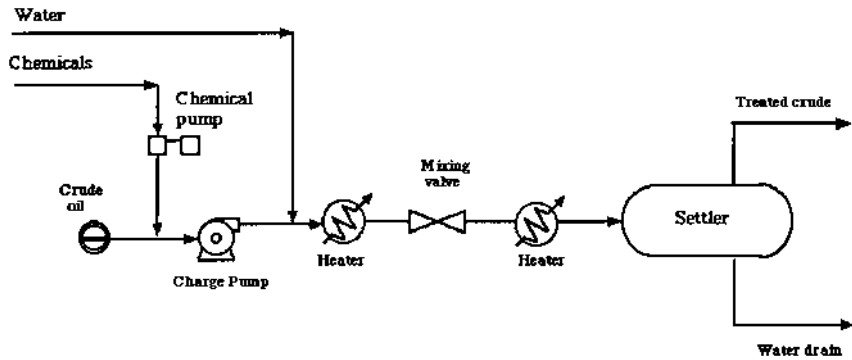 Water
Chemicals
Chemical
pump
Treated crude
Mixing
valve
Crude
oil
Settler
Heater
Heater
Charge Pump
Water drain